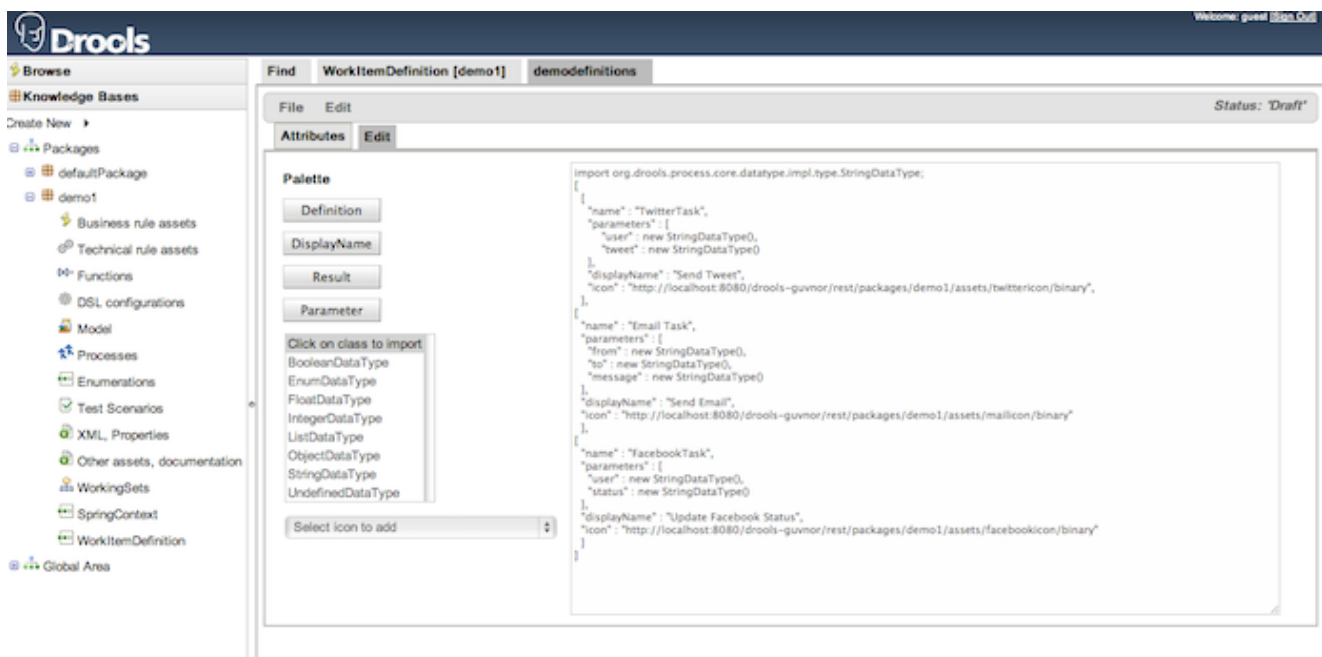 Welcome: guest [Sign Out]
Drools
Browse
Knowledge Bases
Create New
Packages
defaultPackage
demo1
Business rule assets
Technical rule assets
Functions
DSL configurations
Model
Processes
Enumerations
Test Scenarios
XML, Properties
Other assets, documentation
WorkingSets
SpringContext
WorkItemDefinition
Global Area
Find WorkItemDefinition [demo1] demodefinitions
File Edit Status: 'Draft'
Attributes Edit
Palette
Definition
DisplayName
Result
Parameter
Click on class to import
BooleanDataType
EnumDataType
FloatDataType
IntegerDataType
ListDataType
ObjectDataType
StringDataType
UndefinedDataType
Select icon to add
import org.drools.process.core.datatype.impl.type.StringDataType;
[
[
"name" : "TwitterTask",
"parameters" : [
"user" : new StringDataType(),
"tweet" : new StringDataType()
],
"displayName" : "Send Tweet",
"icon" : "http://localhost:8080/drools-guvnor/rest/packages/demo1/assets/twittericon/binary",
],
[
"name" : "Email Task",
"parameters" : [
"from" : new StringDataType(),
"to" : new StringDataType(),
"message" : new StringDataType()
],
"displayName" : "Send Email",
"icon" : "http://localhost:8080/drools-guvnor/rest/packages/demo1/assets/mailicon/binary"
],
[
"name" : "FacebookTask",
"parameters" : [
"user" : new StringDataType(),
"status" : new StringDataType()
],
"displayName" : "Update Facebook Status",
"icon" : "http://localhost:8080/drools-guvnor/rest/packages/demo1/assets/facebookicon/binary"
]
]